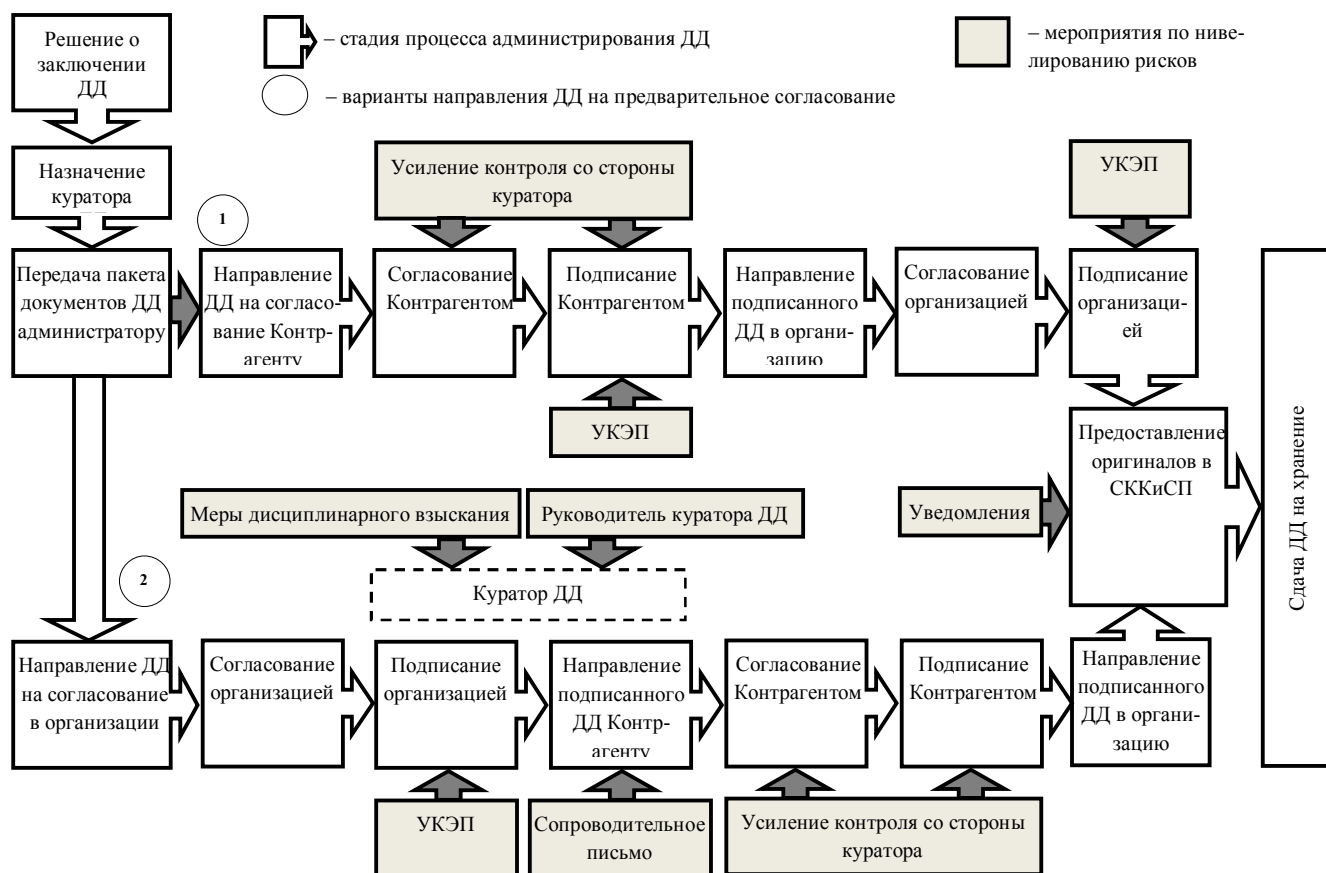 Решение о
заключении
ДД
– стадия процесса администрирования ДД
– варианты направления ДД на предварительное согласование
– мероприятия по ниве-
лированию рисков
Назначение
куратора
Усиление контроля со стороны
куратора
УКЭП
1
Передача пакета
документов ДД
администратору
Направление
ДД на согласо-
вание Контр-
агенту
Согласование
Контрагентом
Подписание
Контрагентом
Направление
подписанного
ДД в органи-
зацию
Согласование
организацией
Подписание
организаци-
ей
УКЭП
Предоставление
оригиналов в
СККиСП
Уведомления
Сдача ДД на хранение
Меры дисциплинарного взыскания
Руководитель куратора ДД
Куратор ДД
2
Направление ДД
на согласование
в организации
Согласование
организацией
Подписание
организацией
Направление
подписанного
ДД Контр-
агенту
Согласование
Контрагентом
Подписание
Контрагентом
Направление
подписанного
ДД в органи-
зацию
УКЭП
Сопроводительное
письмо
Усиление контроля со стороны
куратора